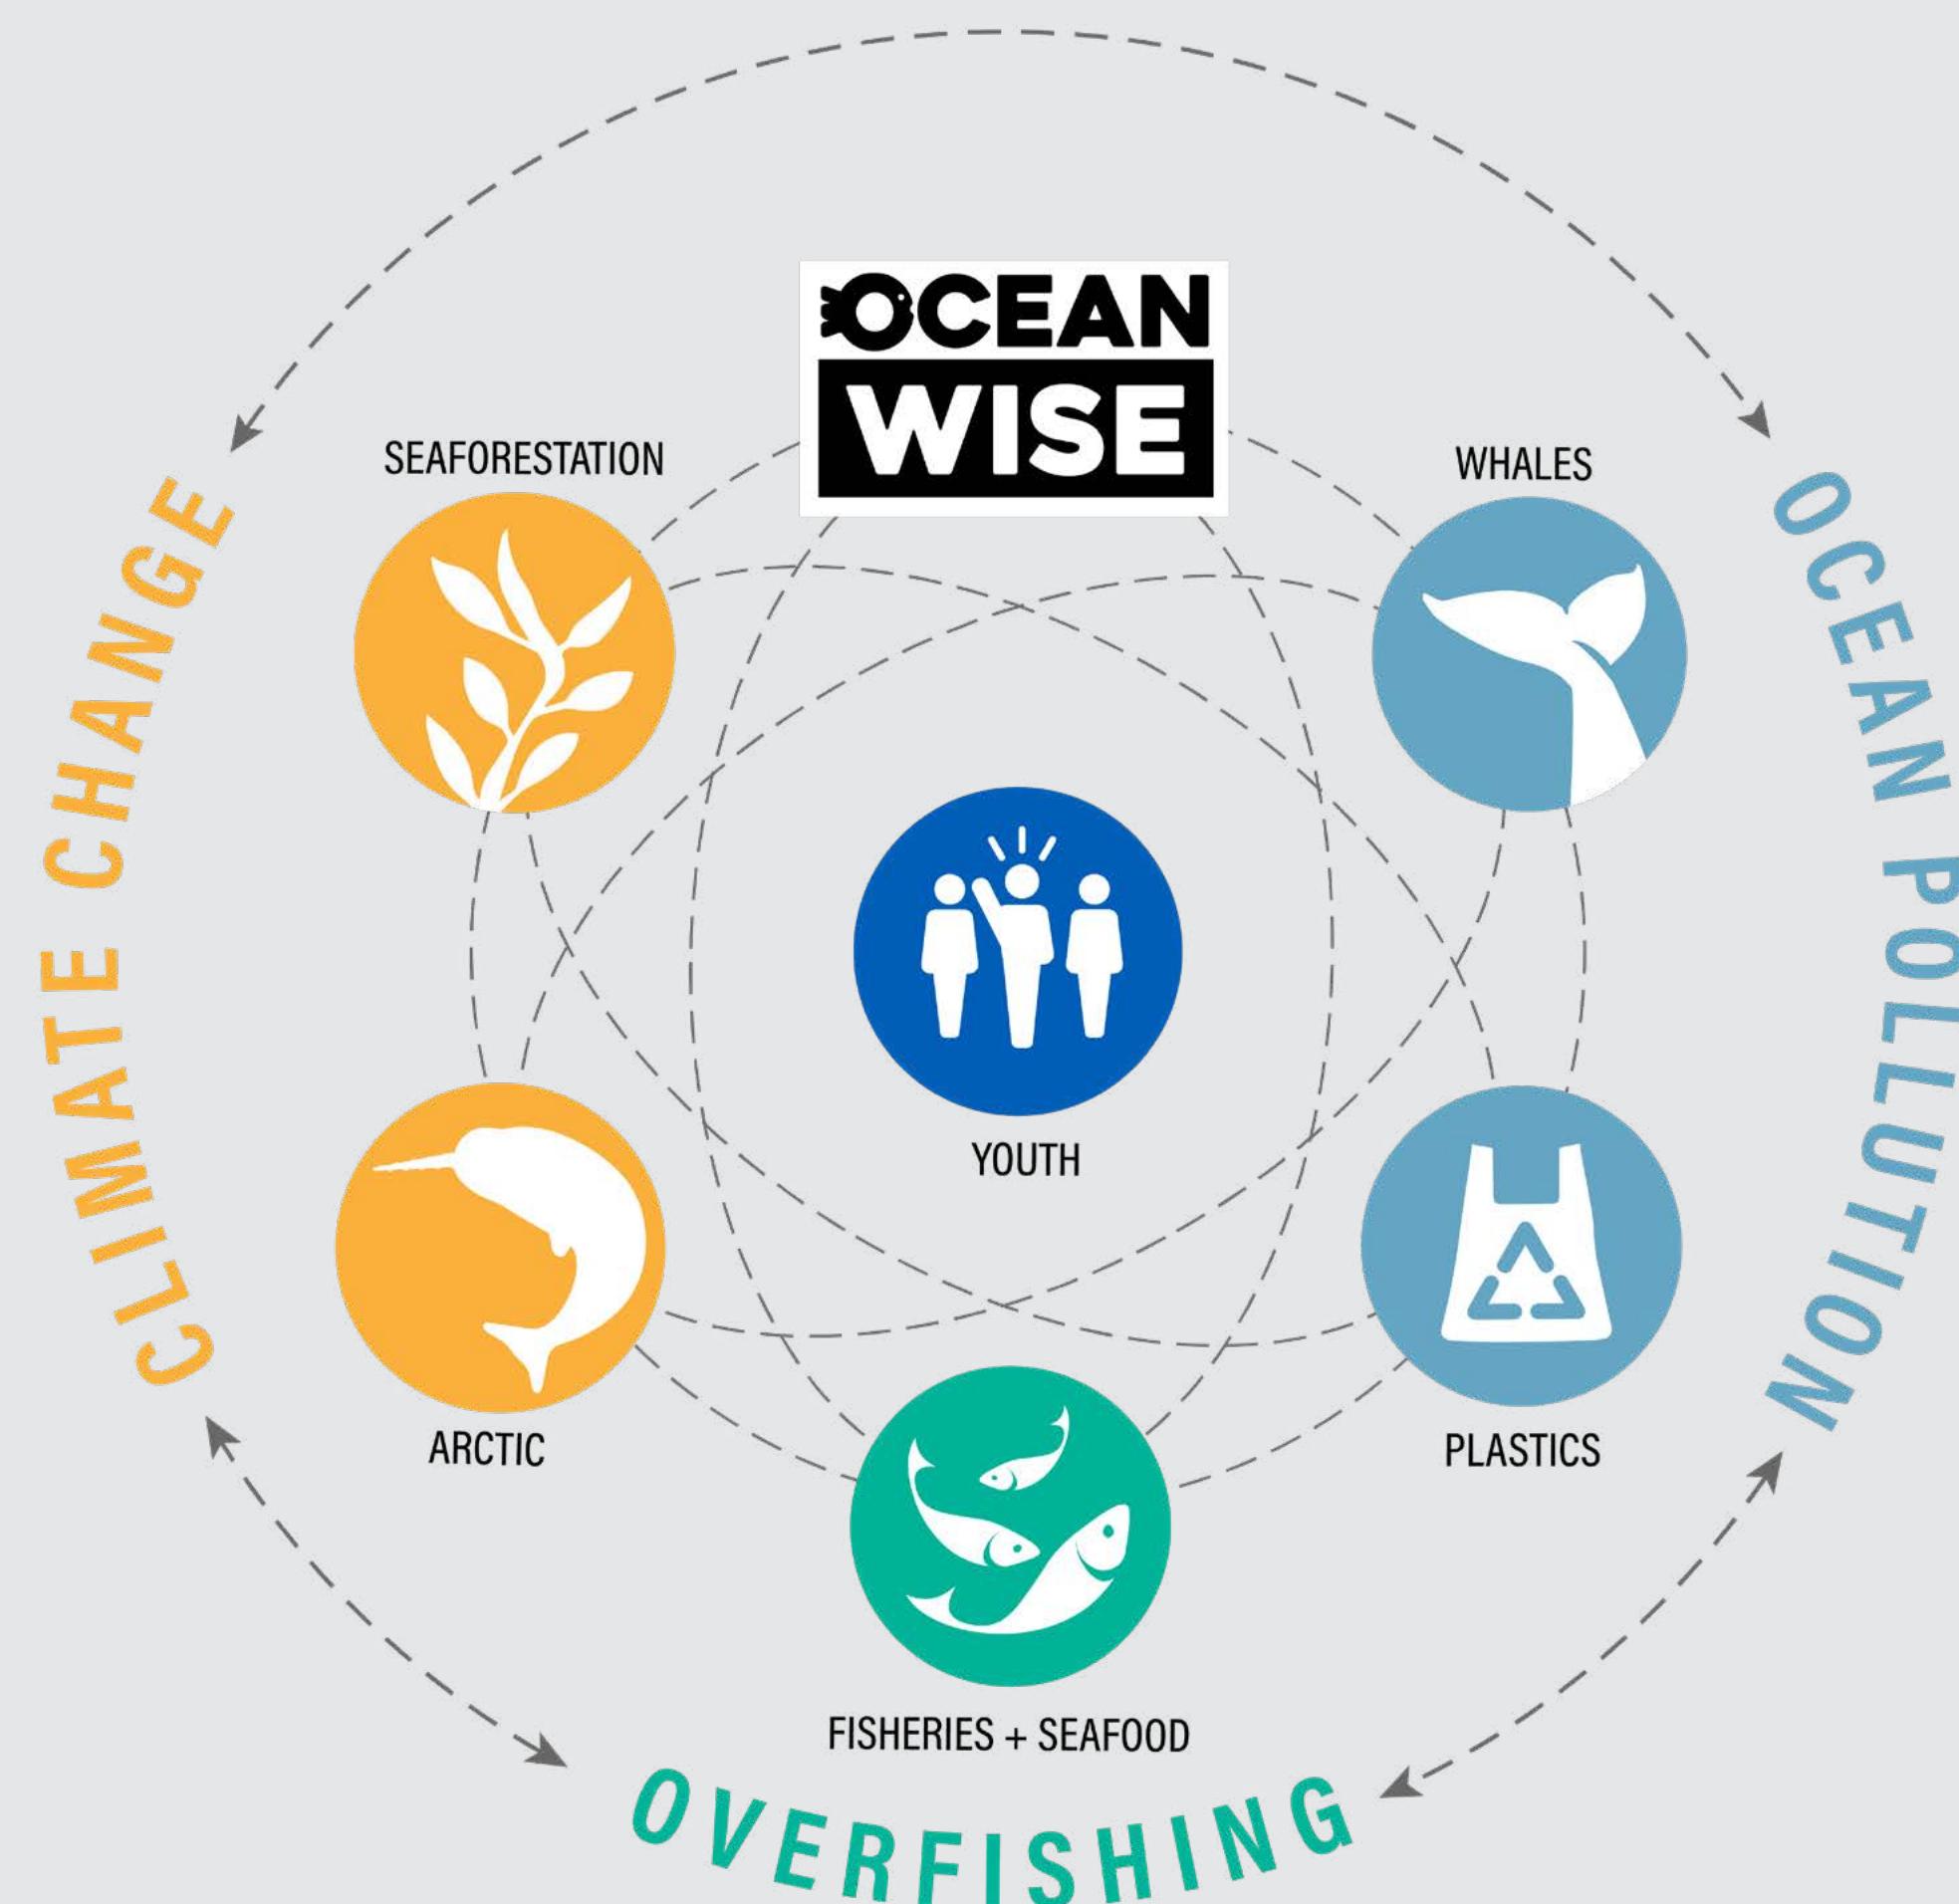 OCEAN
WISE
SEAFORESTATION
WHALES
CLIMATE CHANGE
OCEAN POLLUTION
YOUTH
ARCTIC
PLASTICS
FISHERIES + SEAFOOD
OVERFISHING